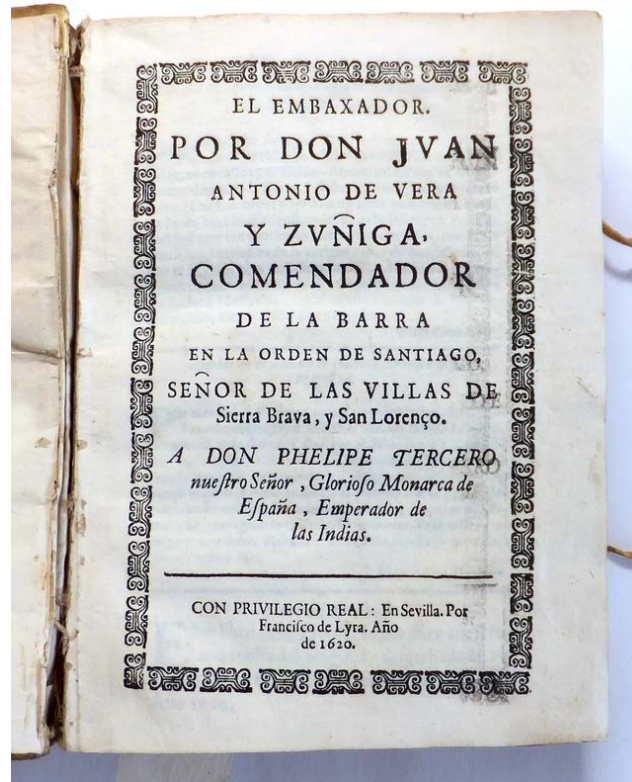 EL EMBAXADOR.
POR DON JVAN
ANTONIO DE VERA
Y ZVÑIGA,
COMENDADOR
DE LA BARRA
EN LA ORDEN DE SANTIAGO,
SEÑOR DE LAS VILLAS DE
Sierra Brava, y San Lorenço.
A DON PHELIPE TERCERO
nueſtro Señor, Glorioſo Monarca de
Eſpaña, Emperador de
las Indias.
CON PRIVILEGIO REAL: En Sevilla. Por
Franciſco de Lyra. Año
de 1620.